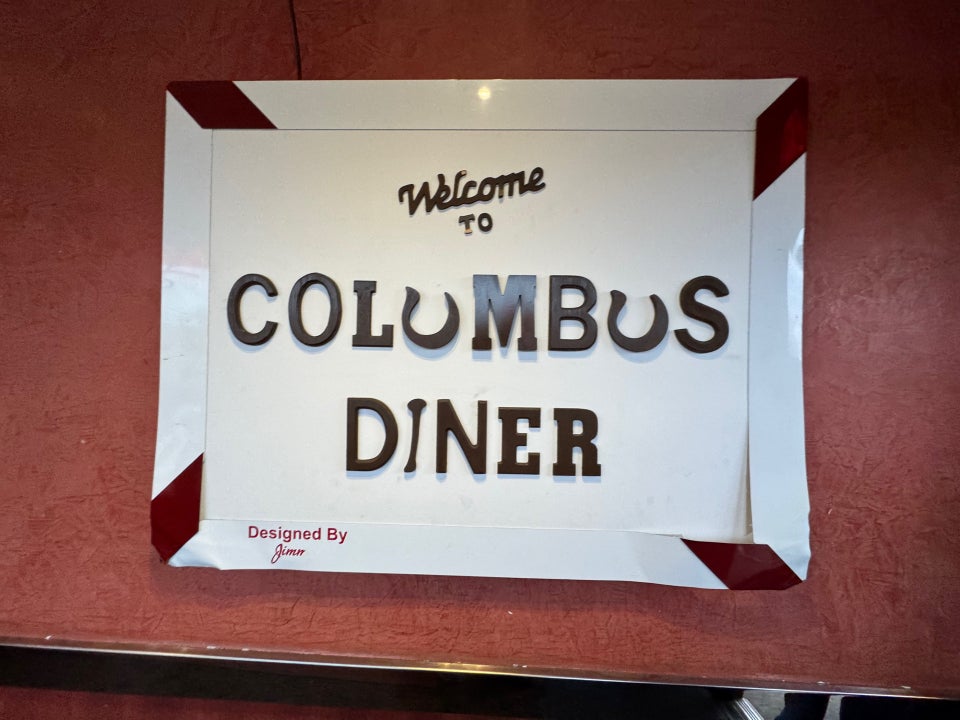 Welcome
TO
COLUMBUS
DINER
Designed By